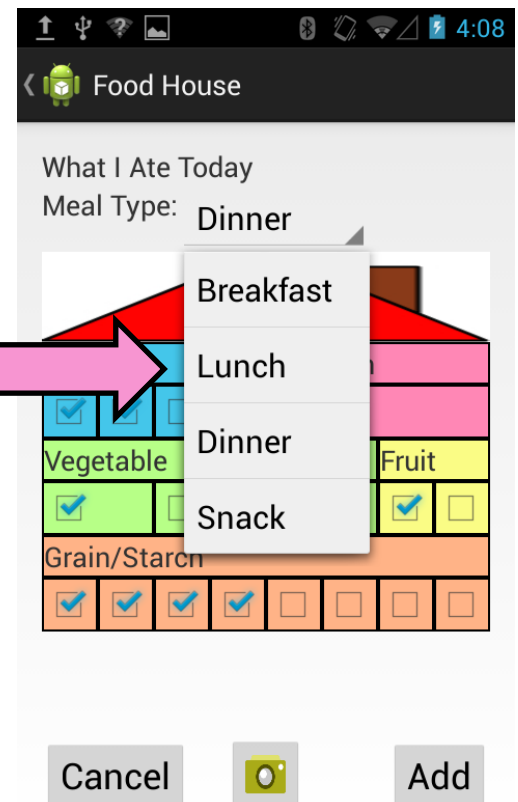 4:08
Food House
What I Ate Today
Meal Type: Dinner
Breakfast
Lunch
Dinner
Snack
Vegetable
Fruit
Grain/Starch
Cancel
Add